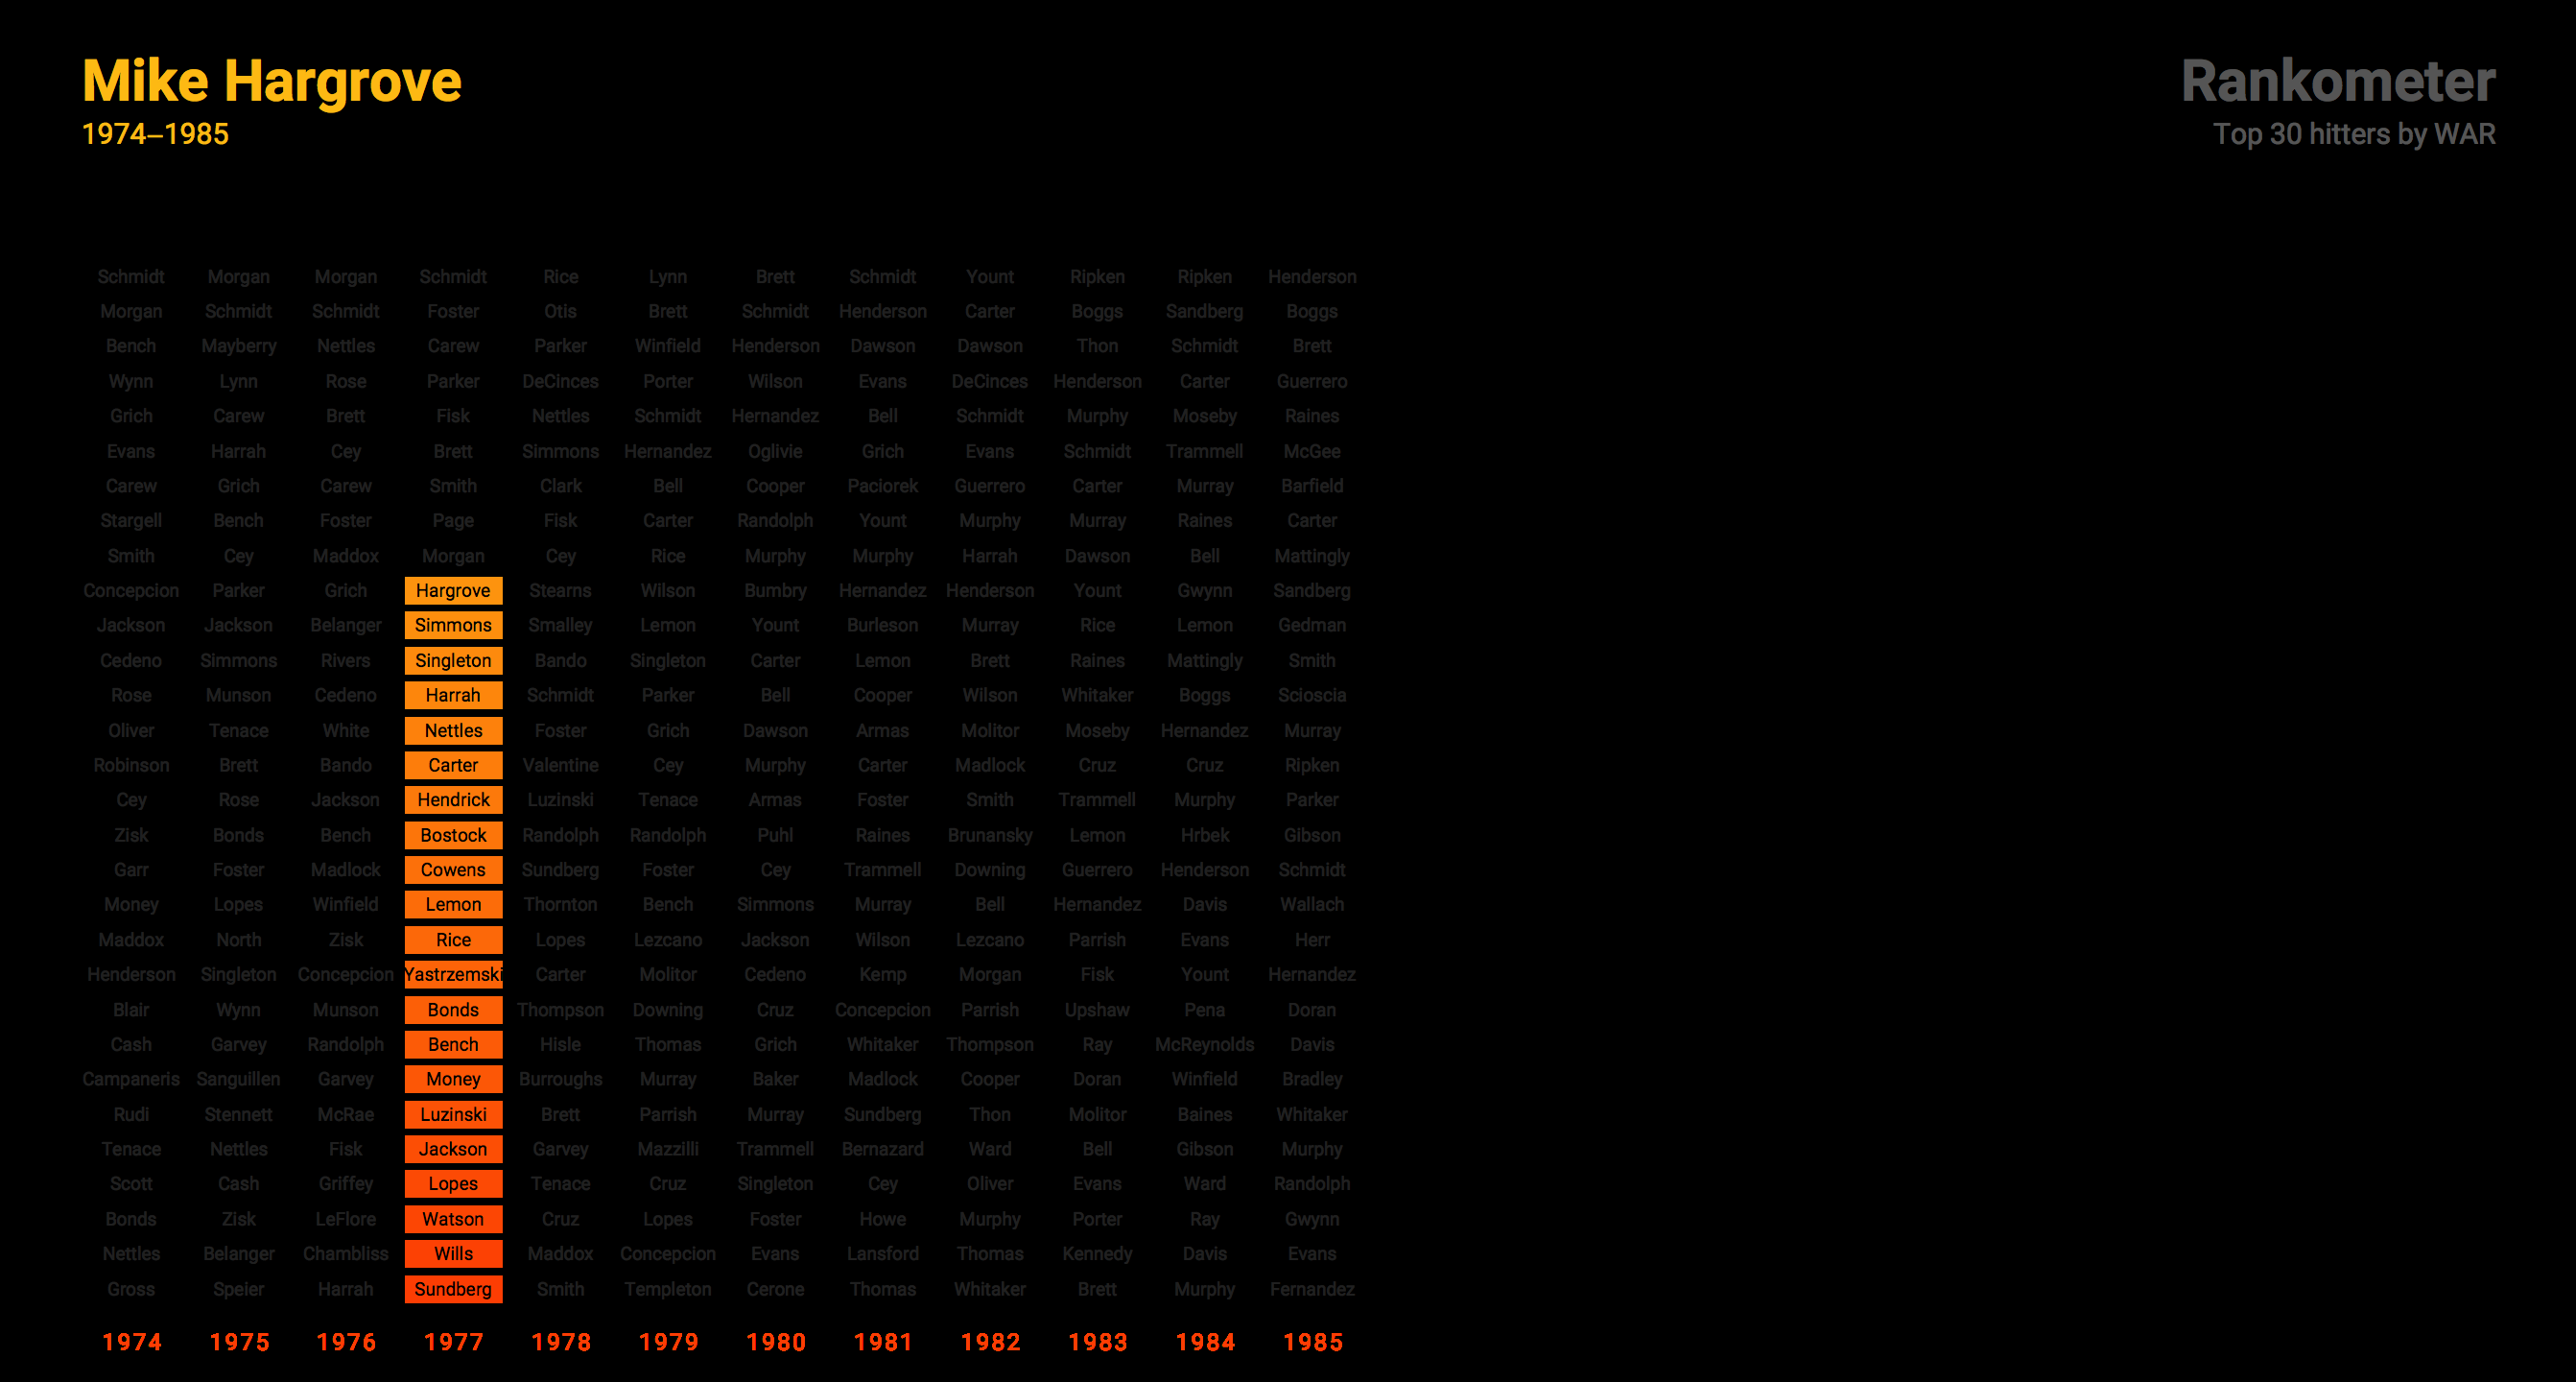 Mike Hargrove
1974–1985
Rankometer
Top 30 hitters by WAR
Schmidt Morgan Morgan Schmidt Rice Lynn Brett Schmidt Yount Ripken Ripken Henderson
Morgan Schmidt Schmidt Foster Otis Brett Schmidt Henderson Carter Boggs Sandberg Boggs
Bench Mayberry Nettles Carew Parker Winfield Henderson Dawson Dawson Thon Schmidt Brett
Wynn Lynn Rose Parker DeCinces Porter Wilson Evans DeCinces Henderson Carter Guerrero
Grich Carew Brett Fisk Nettles Schmidt Hernandez Bell Schmidt Murphy Moseby Raines
Evans Harrah Cey Brett Simmons Hernandez Oglivie Grich Evans Schmidt Trammell McGee
Carew Grich Carew Smith Clark Bell Cooper Paciorek Guerrero Carter Murray Barfield
Stargell Bench Foster Page Fisk Carter Randolph Yount Murphy Murray Raines Carter
Smith Cey Maddox Morgan Cey Rice Murphy Murphy Harrah Dawson Bell Mattingly
Concepcion Parker Grich Hargrove Stearns Wilson Bumbry Hernandez Henderson Yount Gwynn Sandberg
Jackson Jackson Belanger Simmons Smalley Lemon Yount Burleson Murray Rice Lemon Gedman
Cedeno Simmons Rivers Singleton Bando Singleton Carter Lemon Brett Raines Mattingly Smith
Rose Munson Cedeno Harrah Schmidt Parker Bell Cooper Wilson Whitaker Boggs Scioscia
Oliver Tenace White Nettles Foster Grich Dawson Armas Molitor Moseby Hernandez Murray
Robinson Brett Bando Carter Valentine Cey Murphy Carter Madlock Cruz Cruz Ripken
Cey Rose Jackson Hendrick Luzinski Tenace Armas Foster Smith Trammell Murphy Parker
Zisk Bonds Bench Bostock Randolph Randolph Puhl Raines Brunansky Lemon Hrbek Gibson
Garr Foster Madlock Cowens Sundberg Foster Cey Trammell Downing Guerrero Henderson Schmidt
Money Lopes Winfield Lemon Thornton Bench Simmons Murray Bell Hernandez Davis Wallach
Maddox North Zisk Rice Lopes Lezcano Jackson Wilson Lezcano Parrish Evans Herr
Henderson Singleton Concepcion Yastrzemski Carter Molitor Cedeno Kemp Morgan Fisk Yount Hernandez
Blair Wynn Munson Bonds Thompson Downing Cruz Concepcion Parrish Upshaw Pena Doran
Cash Garvey Randolph Bench Hisle Thomas Grich Whitaker Thompson Ray McReynolds Davis
Campaneris Sanguillen Garvey Money Burroughs Murray Baker Madlock Cooper Doran Winfield Bradley
Rudi Stennett McRae Luzinski Brett Parrish Murray Sundberg Thon Molitor Baines Whitaker
Tenace Nettles Fisk Jackson Garvey Mazzilli Trammell Bernazard Ward Bell Gibson Murphy
Scott Cash Griffey Lopes Tenace Cruz Singleton Cey Oliver Evans Ward Randolph
Bonds Zisk LeFlore Watson Cruz Lopes Foster Howe Murphy Porter Ray Gwynn
Nettles Belanger Chambliss Wills Maddox Concepcion Evans Lansford Thomas Kennedy Davis Evans
Gross Speier Harrah Sundberg Smith Templeton Cerone Thomas Whitaker Brett Murphy Fernandez
1974 1975 1976 1977 1978 1979 1980 1981 1982 1983 1984 1985